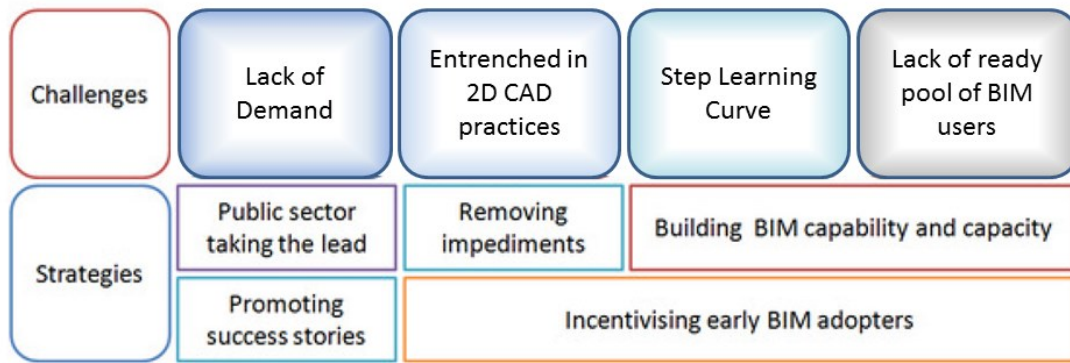 Challenges
Lack of
Demand
Entrenched in
2D CAD
practices
Step Learning
Curve
Lack of ready
pool of BIM
users
Strategies
Public sector
taking the lead
Removing
impediments
Building BIM capability and capacity
Promoting
success stories
Incentivising early BIM adopters